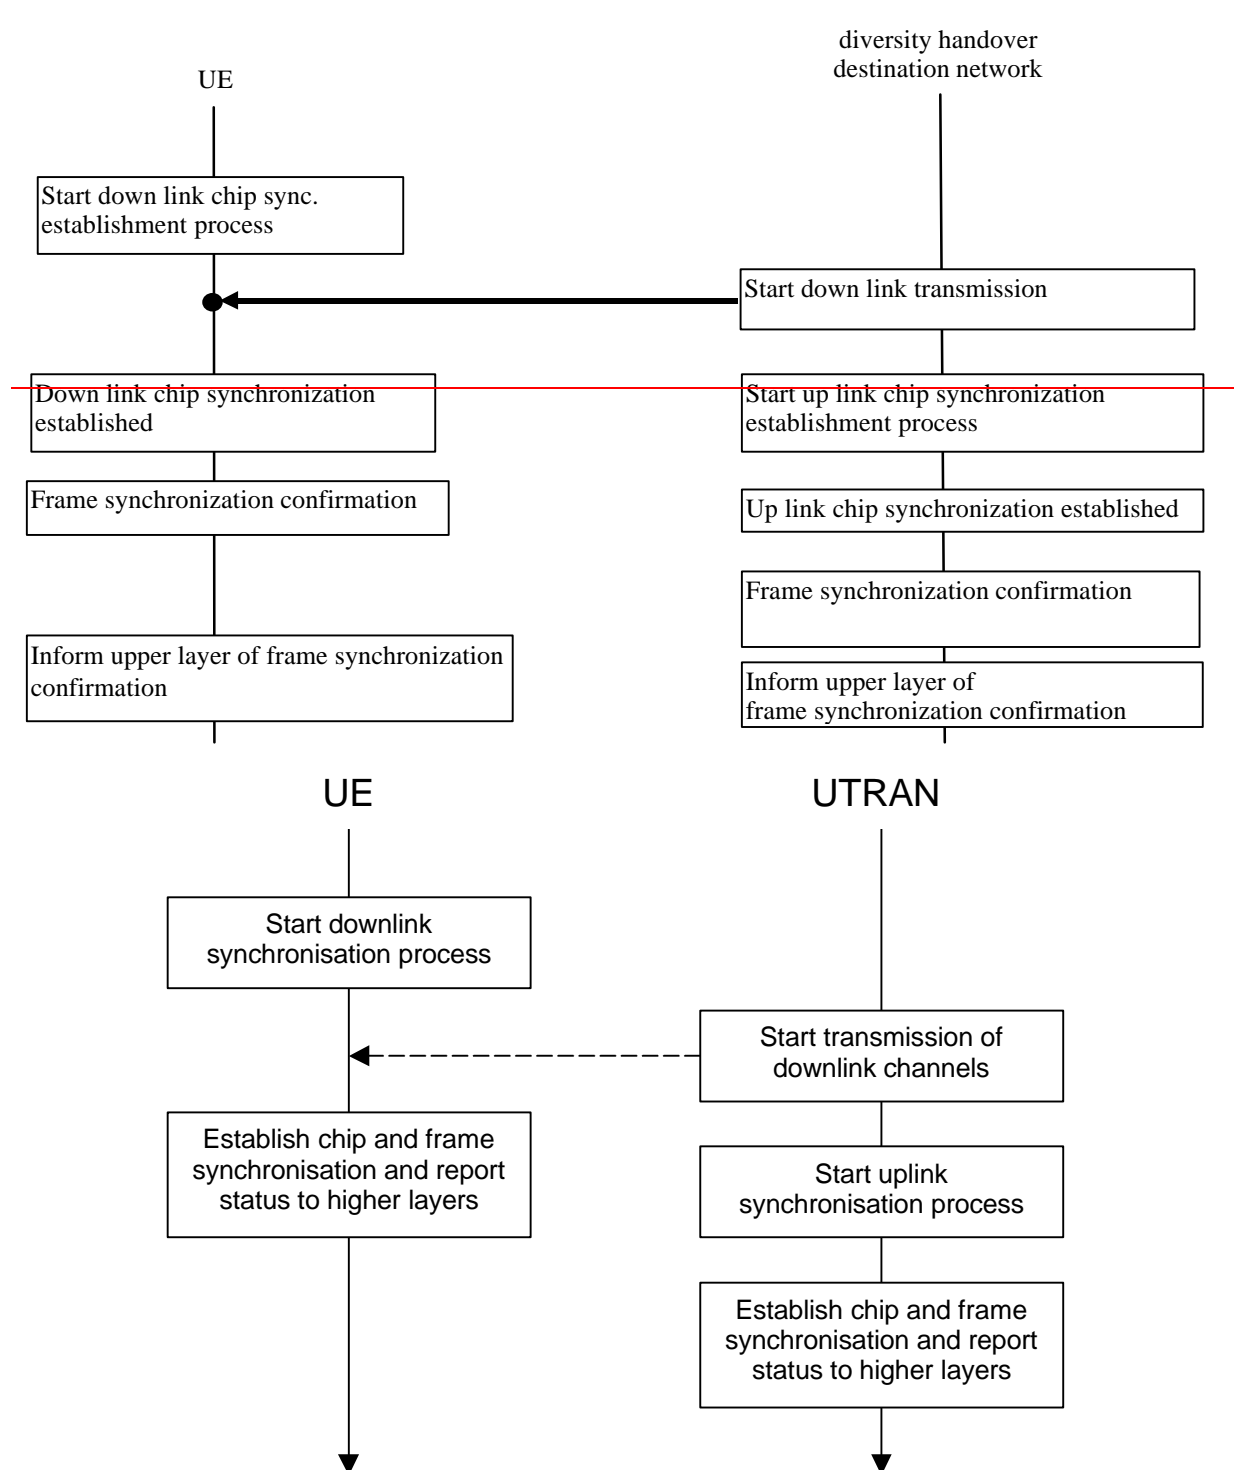 diversity handover
destination network
UE
Start down link chip sync.
establishment process
Start down link transmission
Down link chip synchronization
established
Start up link chip synchronization
establishment process
Frame synchronization confirmation
Up link chip synchronization established
Frame synchronization confirmation
Inform upper layer of frame synchronization
confirmation
Inform upper layer of
frame synchronization confirmation
UE
UTRAN
Start downlink
synchronisation process
Start transmission of
downlink channels
Establish chip and frame
synchronisation and report
status to higher layers
Start uplink
synchronisation process
Establish chip and frame
synchronisation and report
status to higher layers